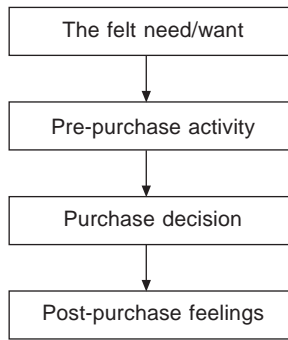 The felt need/want
Pre-purchase activity
Purchase decision
Post-purchase feelings